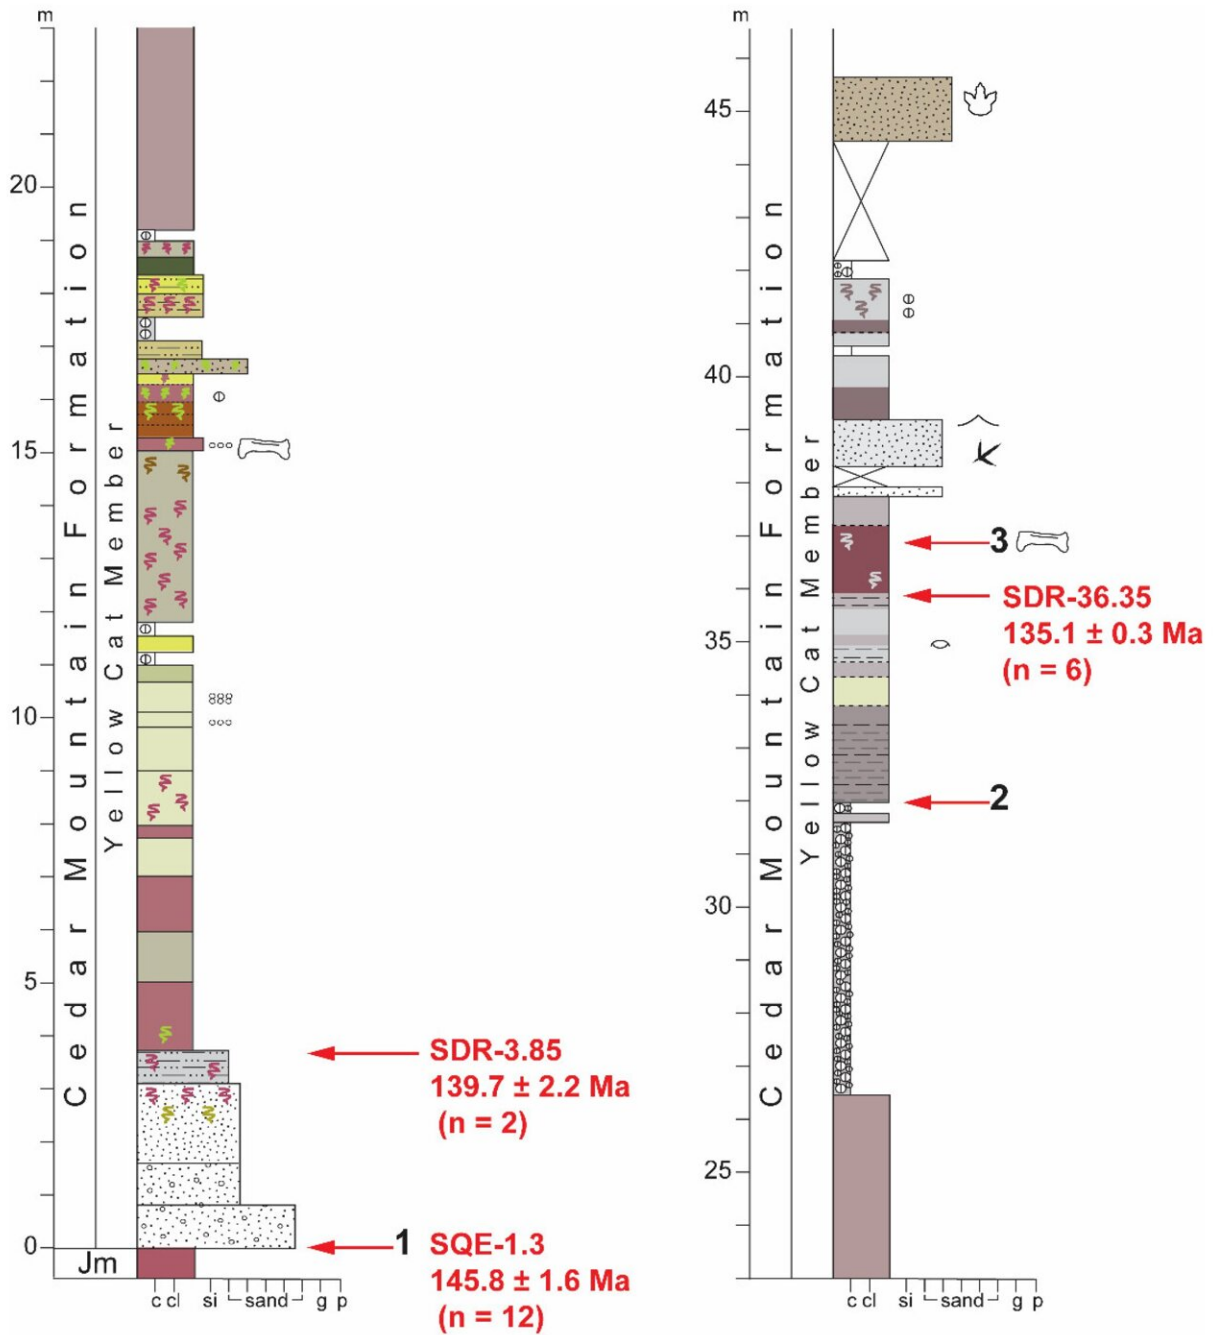 m
20
15
10
5
0
Cedar Mountain Formation
Yellow Cat Member
Jm
SDR-3.85
139.7 ± 2.2 Ma
(n = 2)
1 SQE-1.3
145.8 ± 1.6 Ma
(n = 12)
c cl si sand g p
m
45
40
35
30
25
Cedar Mountain Formation
Yellow Cat Member
3
SDR-36.35
135.1 ± 0.3 Ma
(n = 6)
2
c cl si sand g p